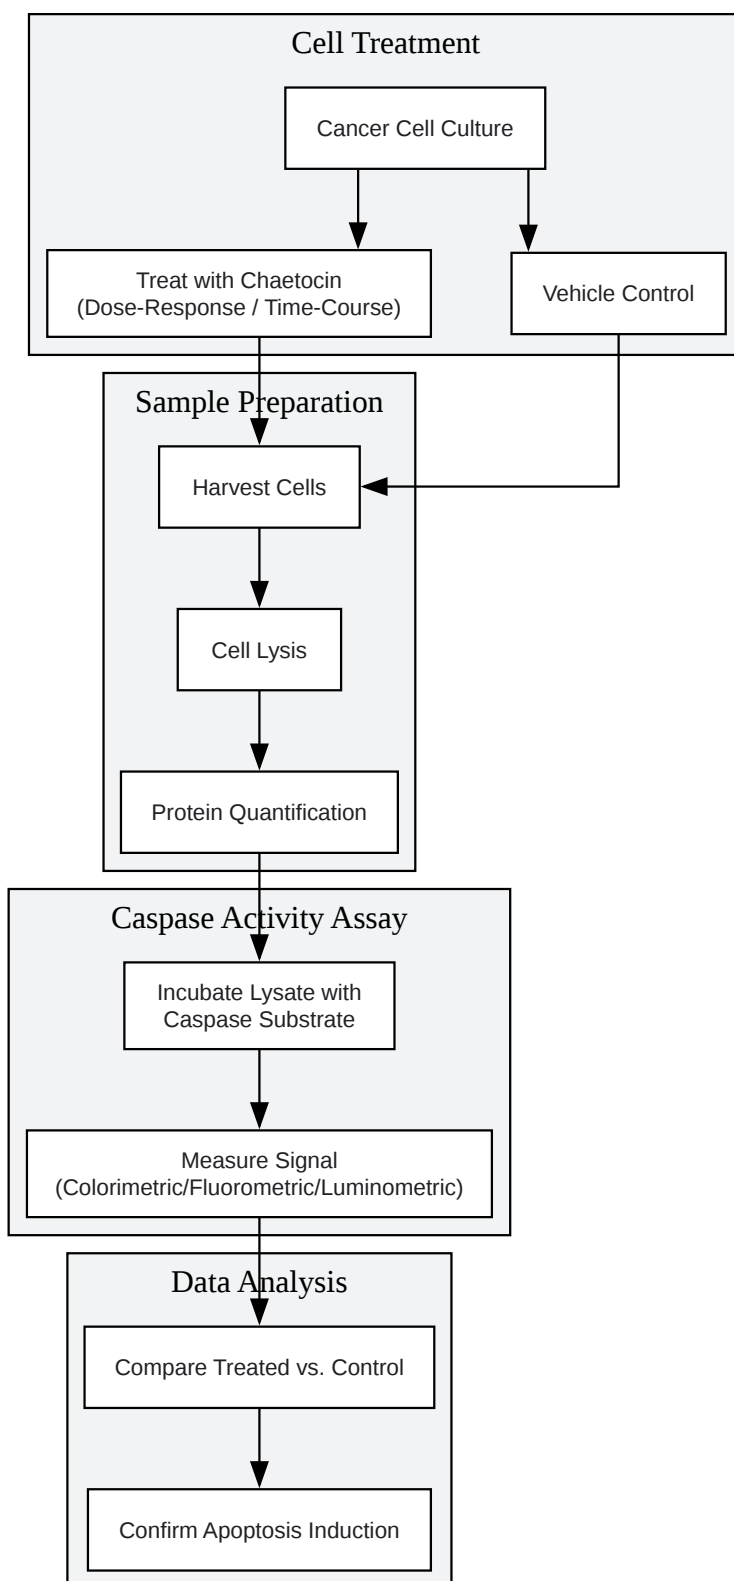 Cell Treatment
Cancer Cell Culture
Treat with Chaetocin
(Dose-Response / Time-Course)
Vehicle Control
Sample Preparation
Harvest Cells
Cell Lysis
Protein Quantification
Caspase Activity Assay
Incubate Lysate with
Caspase Substrate
Measure Signal
(Colorimetric/Fluorometric/Luminometric)
Data Analysis
Compare Treated vs. Control
Confirm Apoptosis Induction